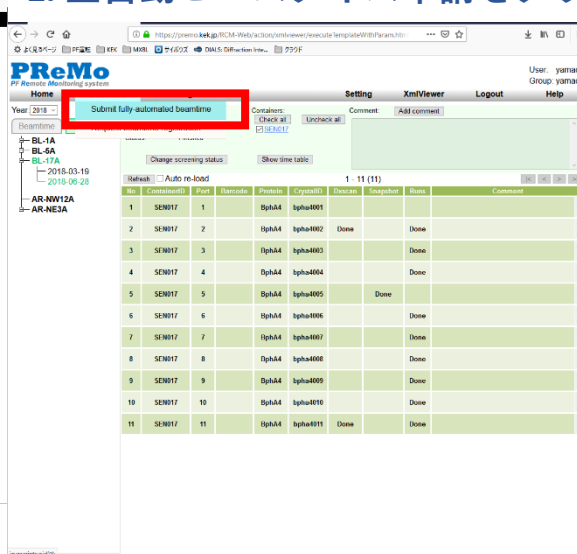 https://premo.kek.jp/RCM-Web/action/xmlviewer/executeTemplateWithParam.htm
よく見るページ PF運転 KEK MXBL サイボウズ DIALS: Diffraction Inte... クラウド
PReMo
PF Remote Monitoring system
User: yamac
Group: yamac
Home Setting XmlViewer Logout Help
Year 2018
Submit fully-automated beamtime
Containers:
Check all Uncheck all
Comment: Add comment
Beamtime
SEN017
BL-1A
BL-5A
BL-17A
2018-03-19
2018-06-28
AR-NW12A
AR-NE3A
Change screening status Show time table
Refresh Auto re-load 1 - 11 (11)
No ContainerID Port Barcode Protein CrystalID Dxscan Snapshot Runs Comment
1 SEN017 1 BphA4 bpha4001
2 SEN017 2 BphA4 bpha4002 Done Done
3 SEN017 3 BphA4 bpha4003 Done
4 SEN017 4 BphA4 bpha4004 Done
5 SEN017 5 BphA4 bpha4005 Done
6 SEN017 6 BphA4 bpha4006 Done
7 SEN017 7 BphA4 bpha4007 Done
8 SEN017 8 BphA4 bpha4008 Done
9 SEN017 9 BphA4 bpha4009 Done
10 SEN017 10 BphA4 bpha4010 Done
11 SEN017 11 BphA4 bpha4011 Done Done